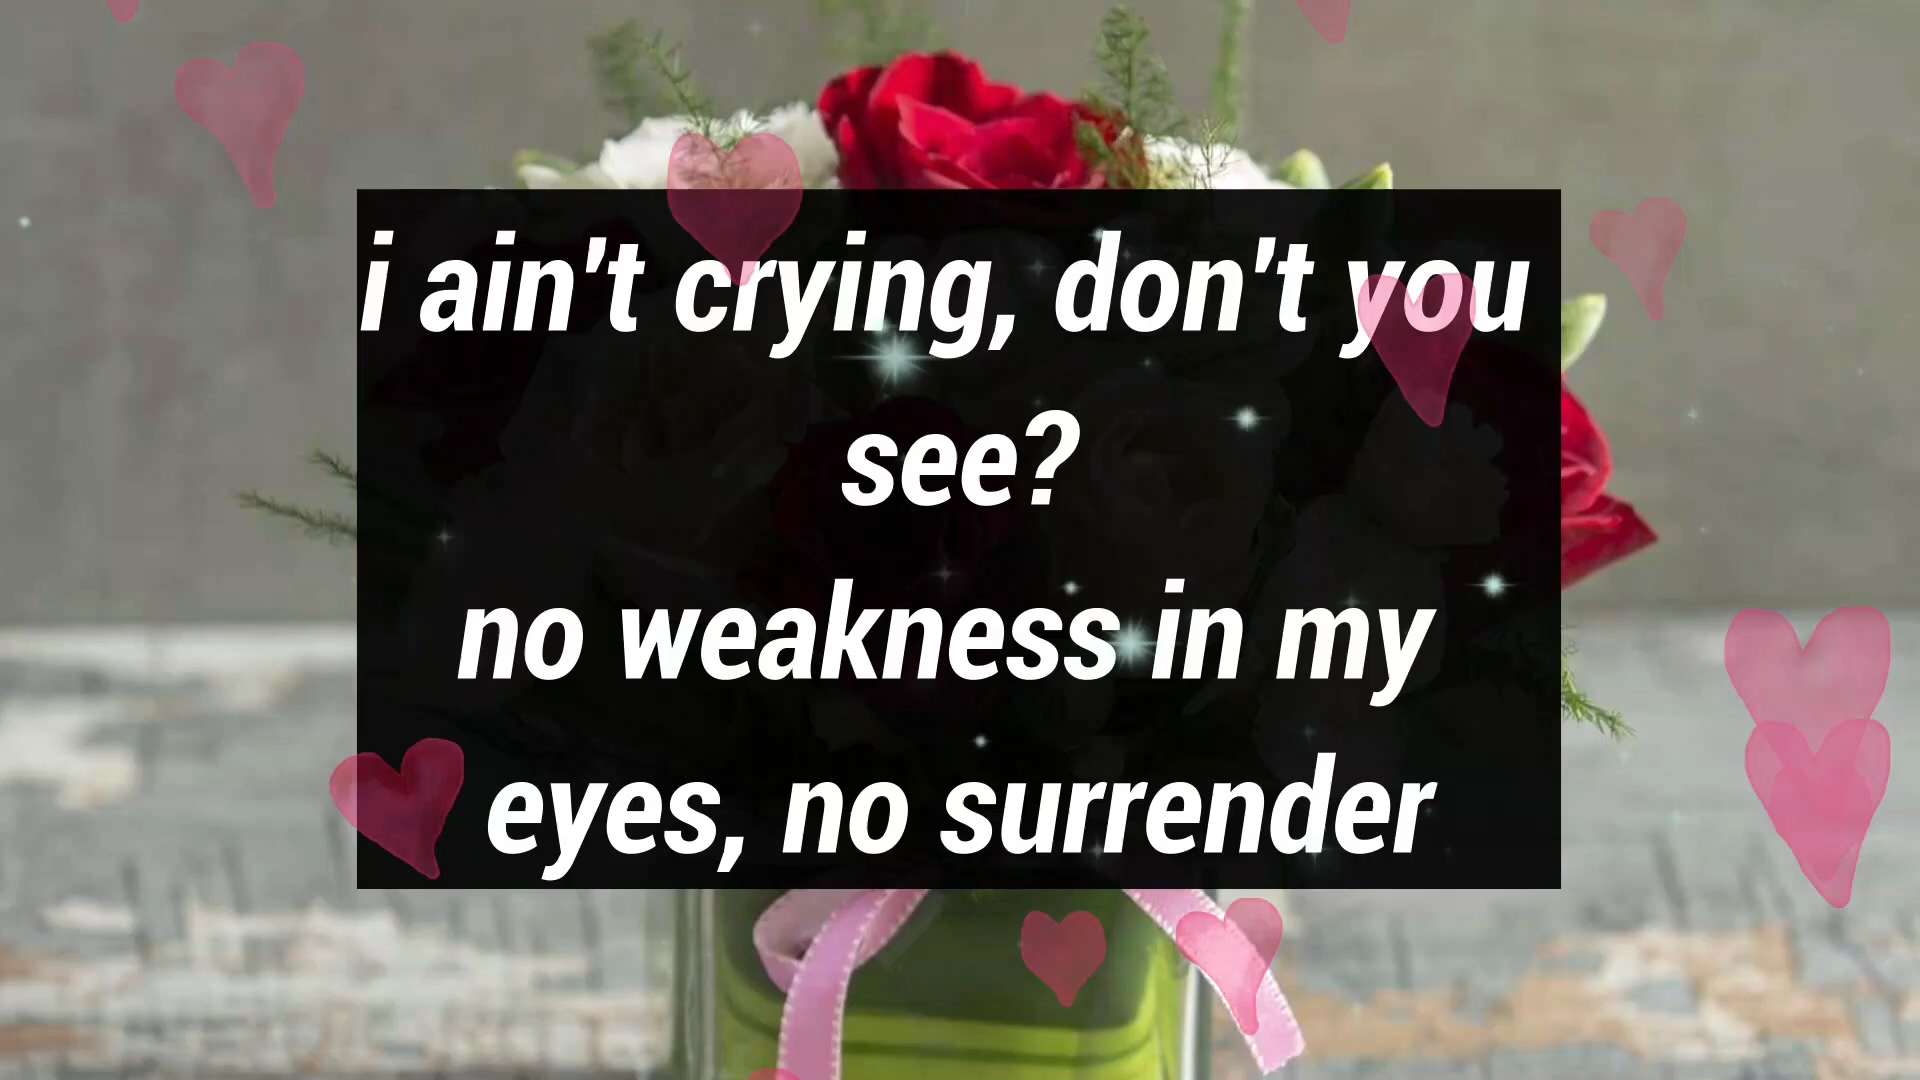 i ain't crying, don't you
see?
no weakness in my
eyes, no surrender